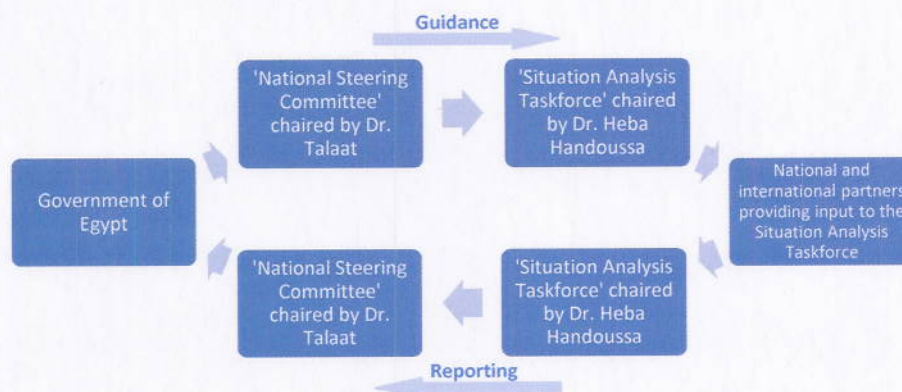 Guidance
'National Steering
Committee'
chaired by Dr.
Talaat
'Situation Analysis
Taskforce' chaired
by Dr. Heba
Handoussa
Government of
Egypt
National and
international partners
providing input to the
Situation Analysis
Taskforce
'National Steering
Committee'
chaired by Dr.
Talaat
'Situation Analysis
Taskforce' chaired
by Dr. Heba
Handoussa
Reporting